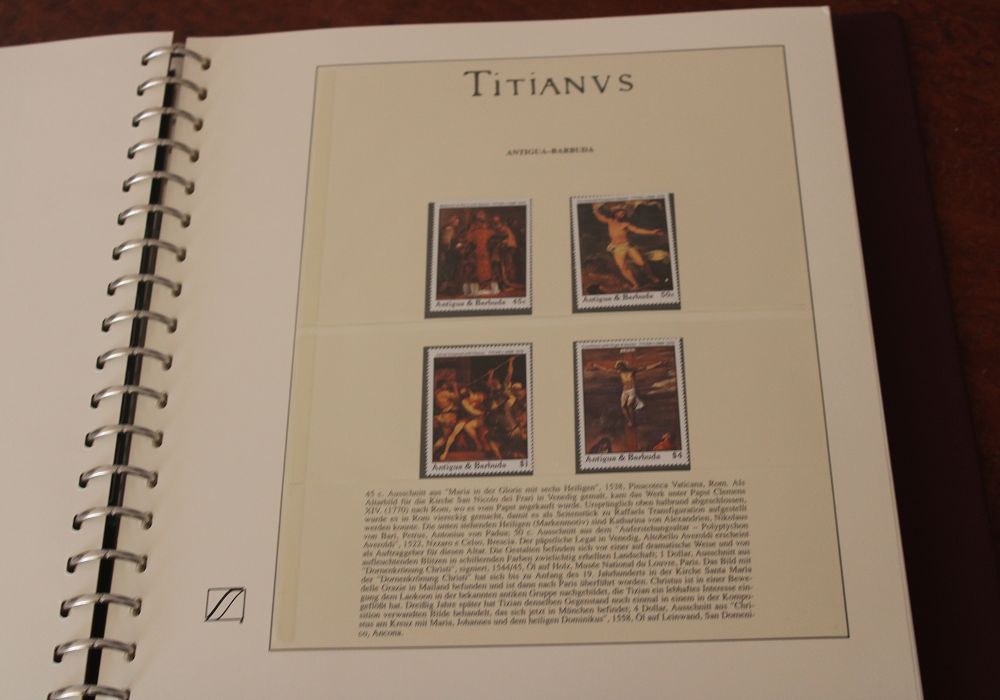 TITIANVS
ANTIGUA-BARBUDA
Antigua & Barbuda 45c
Antigua & Barbuda 50c
Antigua & Barbuda $1
Antigua & Barbuda $4
45 c. Ausschnitt aus "Maria in der Glorie mit sechs Heiligen", 1538, Pinacoteca Vaticana, Rom. Als
Altarbild für die Kirche San Nicolo dei Frari in Venedig gemalt, kam das Werk unter Papst Clemens
XIV. (1770) nach Rom, wo es vom Papst angekauft wurde. Ursprünglich oben halbrund abgeschlossen,
wurde es in Rom viereckig gemacht, damit es als Seitenstück zu Raffaels Transfiguration aufgestellt
werden konnte. Die unten stehenden Heiligen (Markenmotiv) sind Katharina von Alexandrien, Nikolaus
von Bari, Petrus, Antonius von Padua; 50 c. Ausschnitt aus dem "Auferstehungsaltar - Polyptychon
Averoldi", 1522, Nzzaro e Celso, Brescia. Der päpstliche Legat in Venedig, Altobello Averoldi erscheint
als Auftraggeber für diesen Altar. Die Gestalten befinden sich vor einer auf dramatische Weise und von
aufleuchtenden Blitzen in schillernden Farben zwielichtig erhellten Landschaft; 1 Dollar, Ausschnitt aus
"Dornenkrönung Christi", signiert, 1544/45, Öl auf Holz, Musée National du Louvre, Paris. Das Bild mit
der "Dornenkrönung Christi" hat sich bis zu Anfang des 19. Jahrhunderts in der Kirche Santa Maria
delle Grazie in Mailand befunden und ist dann nach Paris überführt worden. Christus ist in einer Bewe-
gung dem Laokoon in der bekannten antiken Gruppe nachgebildet, die Tizian ein lebhaftes Interesse ein-
geflößt hat. Dreißig Jahre später hat Tizian denselben Gegenstand noch einmal in einem in der Kompo-
sition verwandten Bilde behandelt, das sich jetzt in München befindet; 4 Dollar, Ausschnitt aus "Chri-
stus am Kreuz mit Maria, Johannes und dem heiligen Dominikus", 1558, Öl auf Leinwand, San Domeni-
co, Ancona.